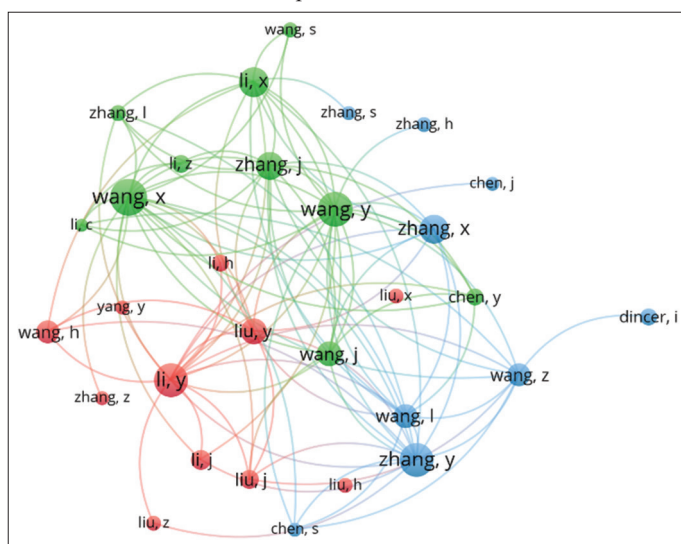 wang, s
li, x
zhang, l
zhang, s
zhang, h
li, z
zhang, j
chen, j
wang, x
wang, y
li, c
zhang, x
li, h
liu, x
chen, y
yang, y
dincer, i
wang, h
liu, y
wang, j
li, y
wang, z
zhang, z
wang, l
li, j
zhang, y
liu, j
liu, h
liu, z
chen, s